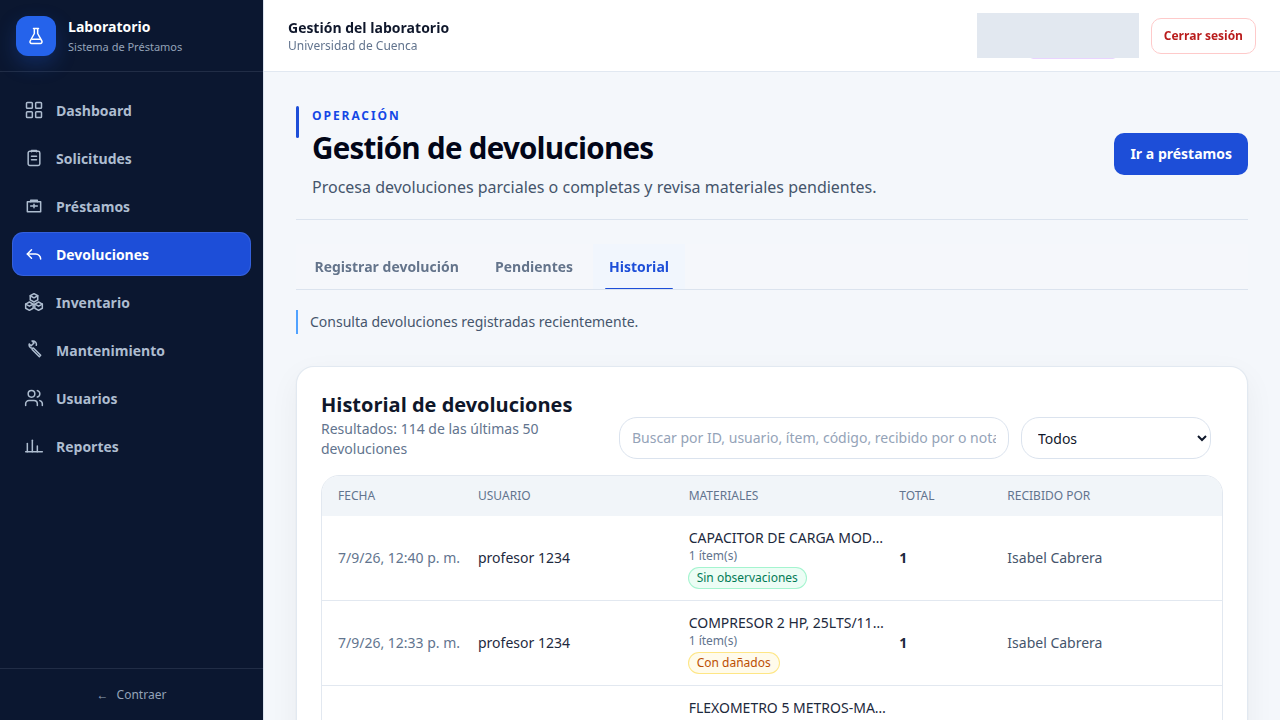 Laboratorio
Sistema de Préstamos
Dashboard
Solicitudes
Préstamos
Devoluciones
Inventario
Mantenimiento
Usuarios
Reportes
← Contraer
Gestión del laboratorio
Universidad de Cuenca
Cerrar sesión
OPERACIÓN
Gestión de devoluciones
Procesa devoluciones parciales o completas y revisa materiales pendientes.
Ir a préstamos
Registrar devolución Pendientes Historial
Consulta devoluciones registradas recientemente.
Historial de devoluciones
Resultados: 114 de las últimas 50
devoluciones
Buscar por ID, usuario, ítem, código, recibido por o nota
Todos
FECHA USUARIO MATERIALES TOTAL RECIBIDO POR
CAPACITOR DE CARGA MOD...
7/9/26, 12:40 p. m. profesor 1234 1 ítem(s) 1 Isabel Cabrera
Sin observaciones
COMPRESOR 2 HP, 25LTS/11...
7/9/26, 12:33 p. m. profesor 1234 1 ítem(s) 1 Isabel Cabrera
Con dañados
FLEXOMETRO 5 METROS-MA...